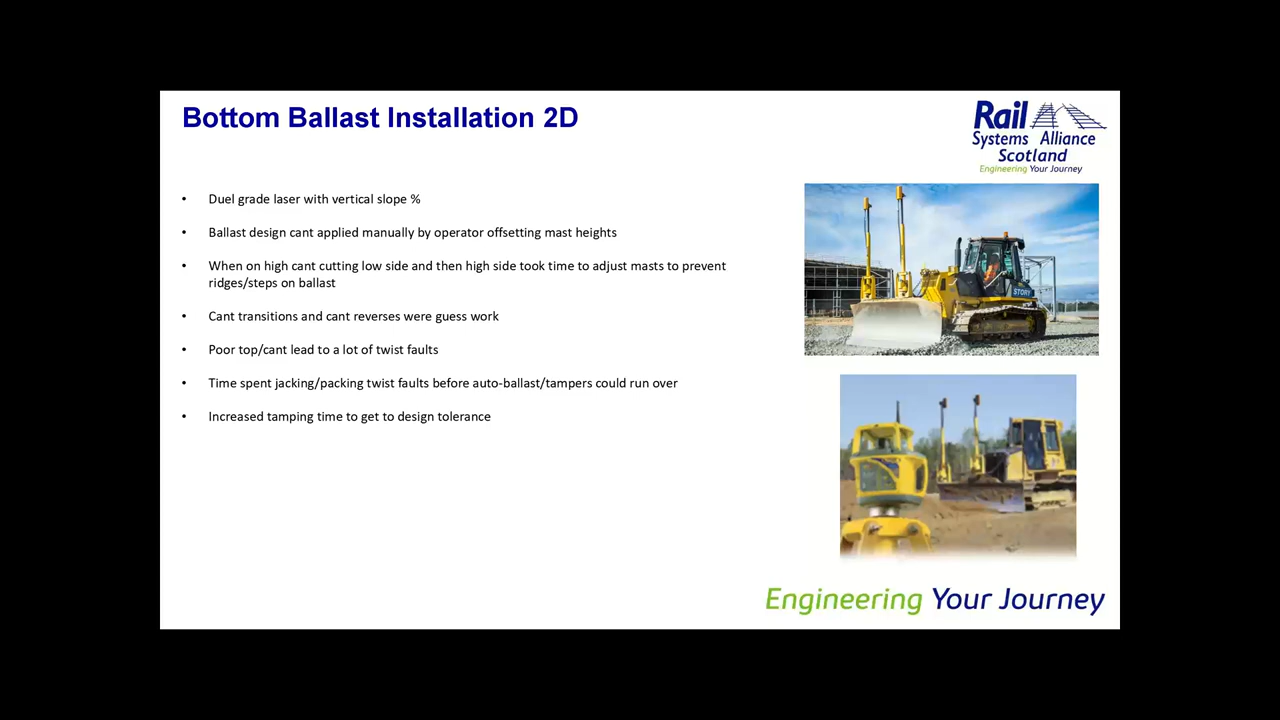 Bottom Ballast Installation 2D
Rail
Systems Alliance
Scotland
Engineering Your Journey
• Duel grade laser with vertical slope %
• Ballast design cant applied manually by operator offsetting mast heights
• When on high cant cutting low side and then high side took time to adjust masts to prevent
ridges/steps on ballast
• Cant transitions and cant reverses were guess work
• Poor top/cant lead to a lot of twist faults
• Time spent jacking/packing twist faults before auto-ballast/tampers could run over
• Increased tamping time to get to design tolerance
STORY
Engineering Your Journey